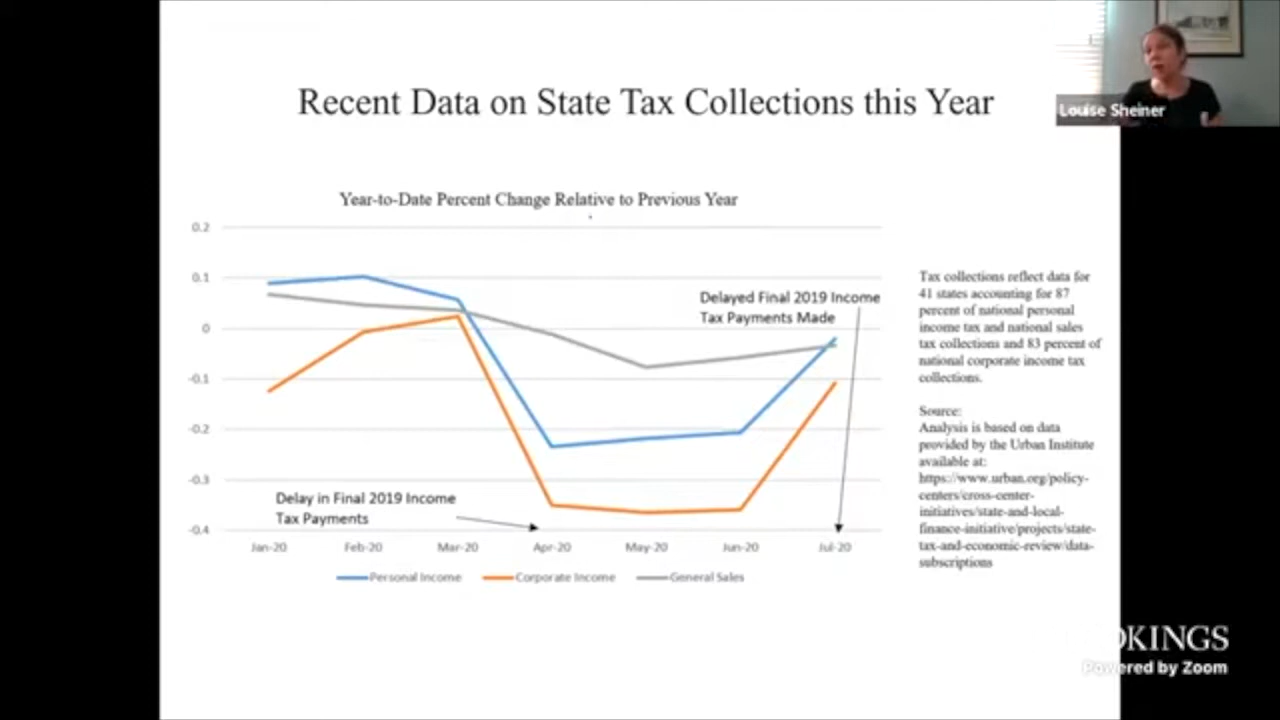 Recent Data on State Tax Collections this Year
Louise Sheiner
Year-to-Date Percent Change Relative to Previous Year
0.2
0.1
0
-0.1
-0.2
-0.3
-0.4
Delayed Final 2019 Income
Tax Payments Made
Delay in Final 2019 Income
Tax Payments
Jan-20 Feb-20 Mar-20 Apr-20 May-20 Jun-20 Jul-20
Personal Income Corporate Income General Sales
Tax collections reflect data for
41 states accounting for 87
percent of national personal
income tax and national sales
tax collections and 83 percent of
national corporate income tax
collections.
Source:
Analysis is based on data
provided by the Urban Institute
available at:
https://www.urban.org/policy-
centers/cross-center-
initiatives/state-and-local-
finance-initiative/projects/state-
tax-and-economic-review/data-
subscriptions
OKINGS
Powered by Zoom